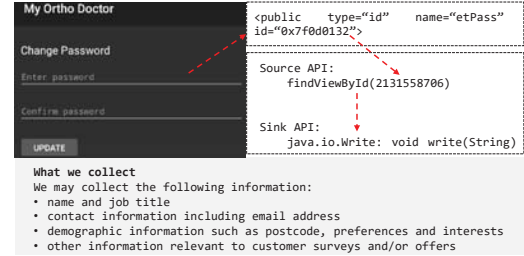 My Ortho Doctor
Change Password
Enter password
Confirm password
UPDATE
<public type="id" name="etPass"
id="0x7f0d0132">
Source API:
findViewById(2131558706)
Sink API:
java.io.Write: void write(String)
What we collect
We may collect the following information:
• name and job title
• contact information including email address
• demographic information such as postcode, preferences and interests
• other information relevant to customer surveys and/or offers